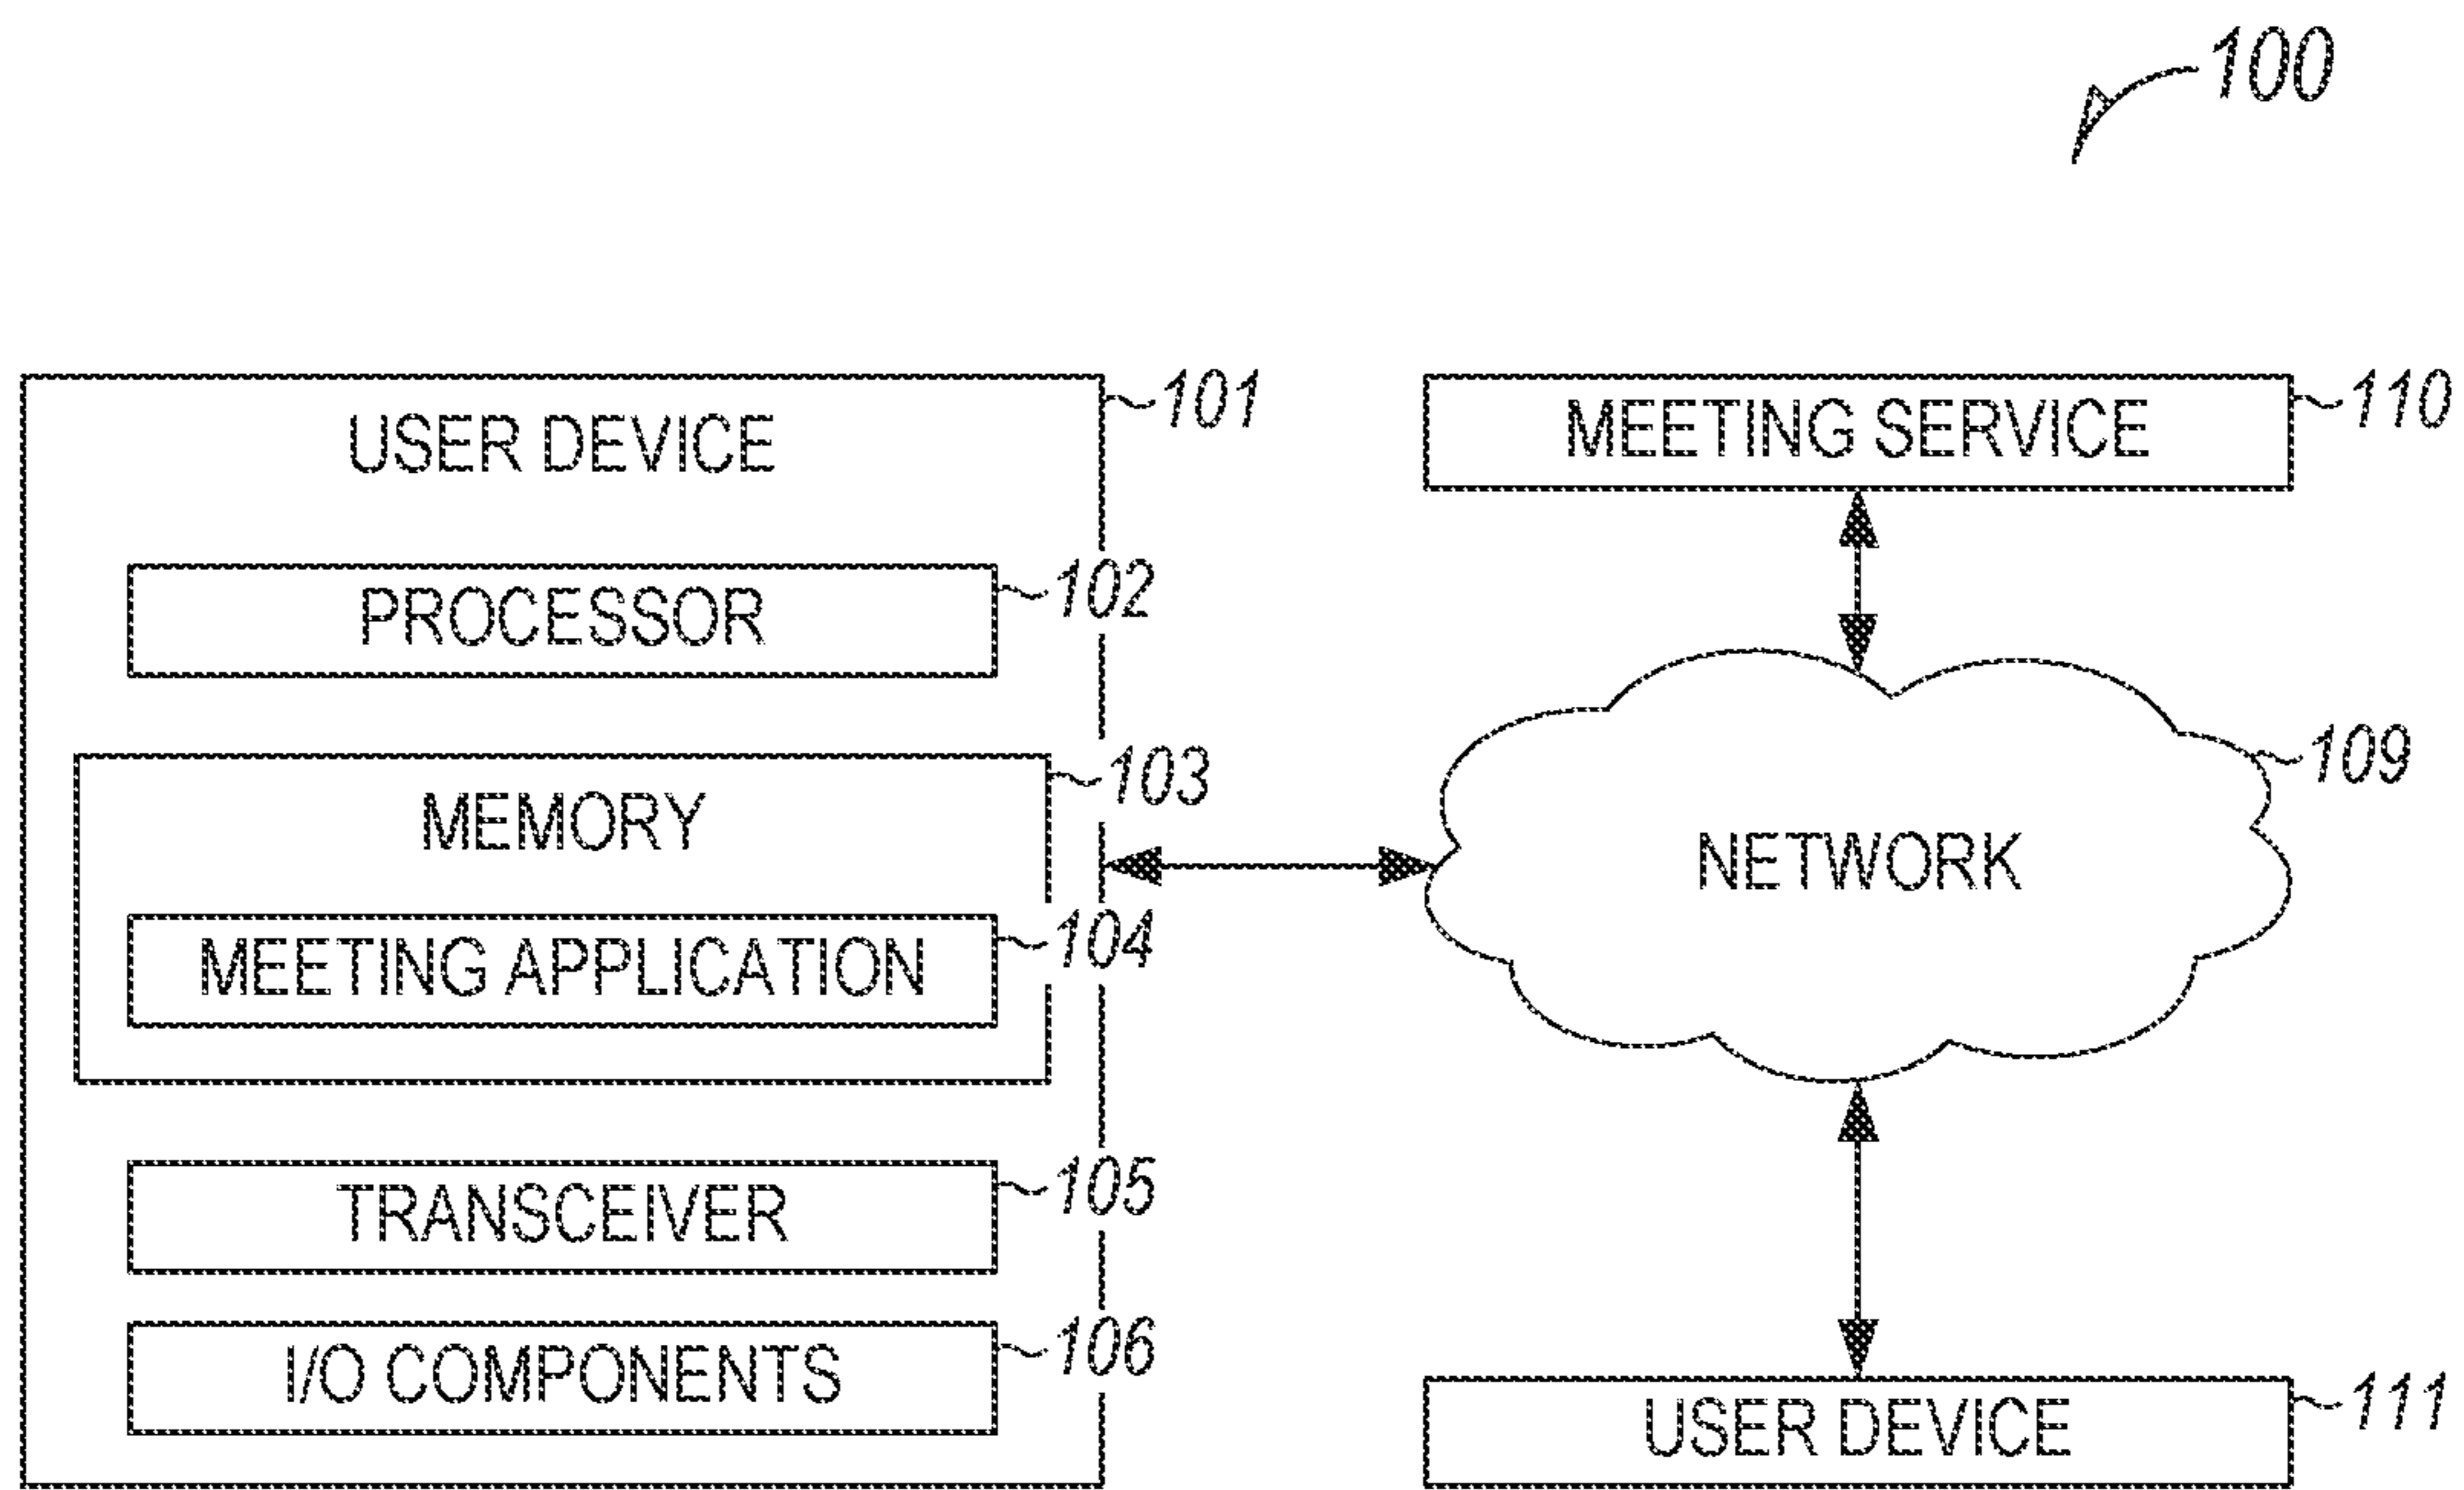 100
USER DEVICE
101
PROCESSOR
102
MEMORY
103
MEETING APPLICATION
104
TRANSCEIVER
105
I/O COMPONENTS
106
MEETING SERVICE
110
NETWORK
109
USER DEVICE
111